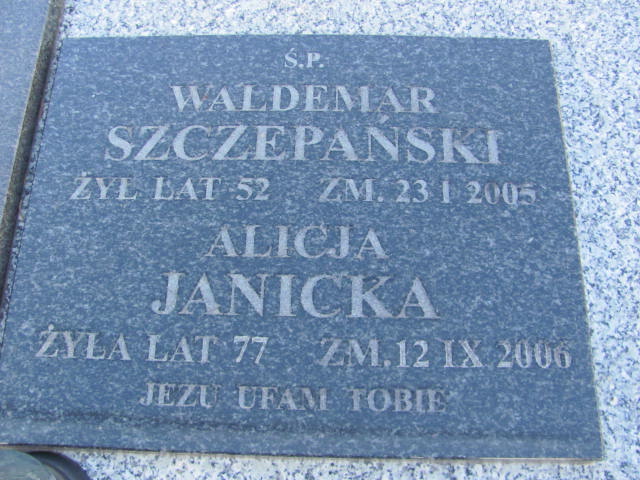 Ś.P.
WALDEMAR
SZCZEPAŃSKI
ŻYŁ LAT 52 ZM. 23 I 2005
ALICJA
JANICKA
ŻYŁA LAT 77 ZM. 12 IX 2006
JEZU UFAM TOBIE